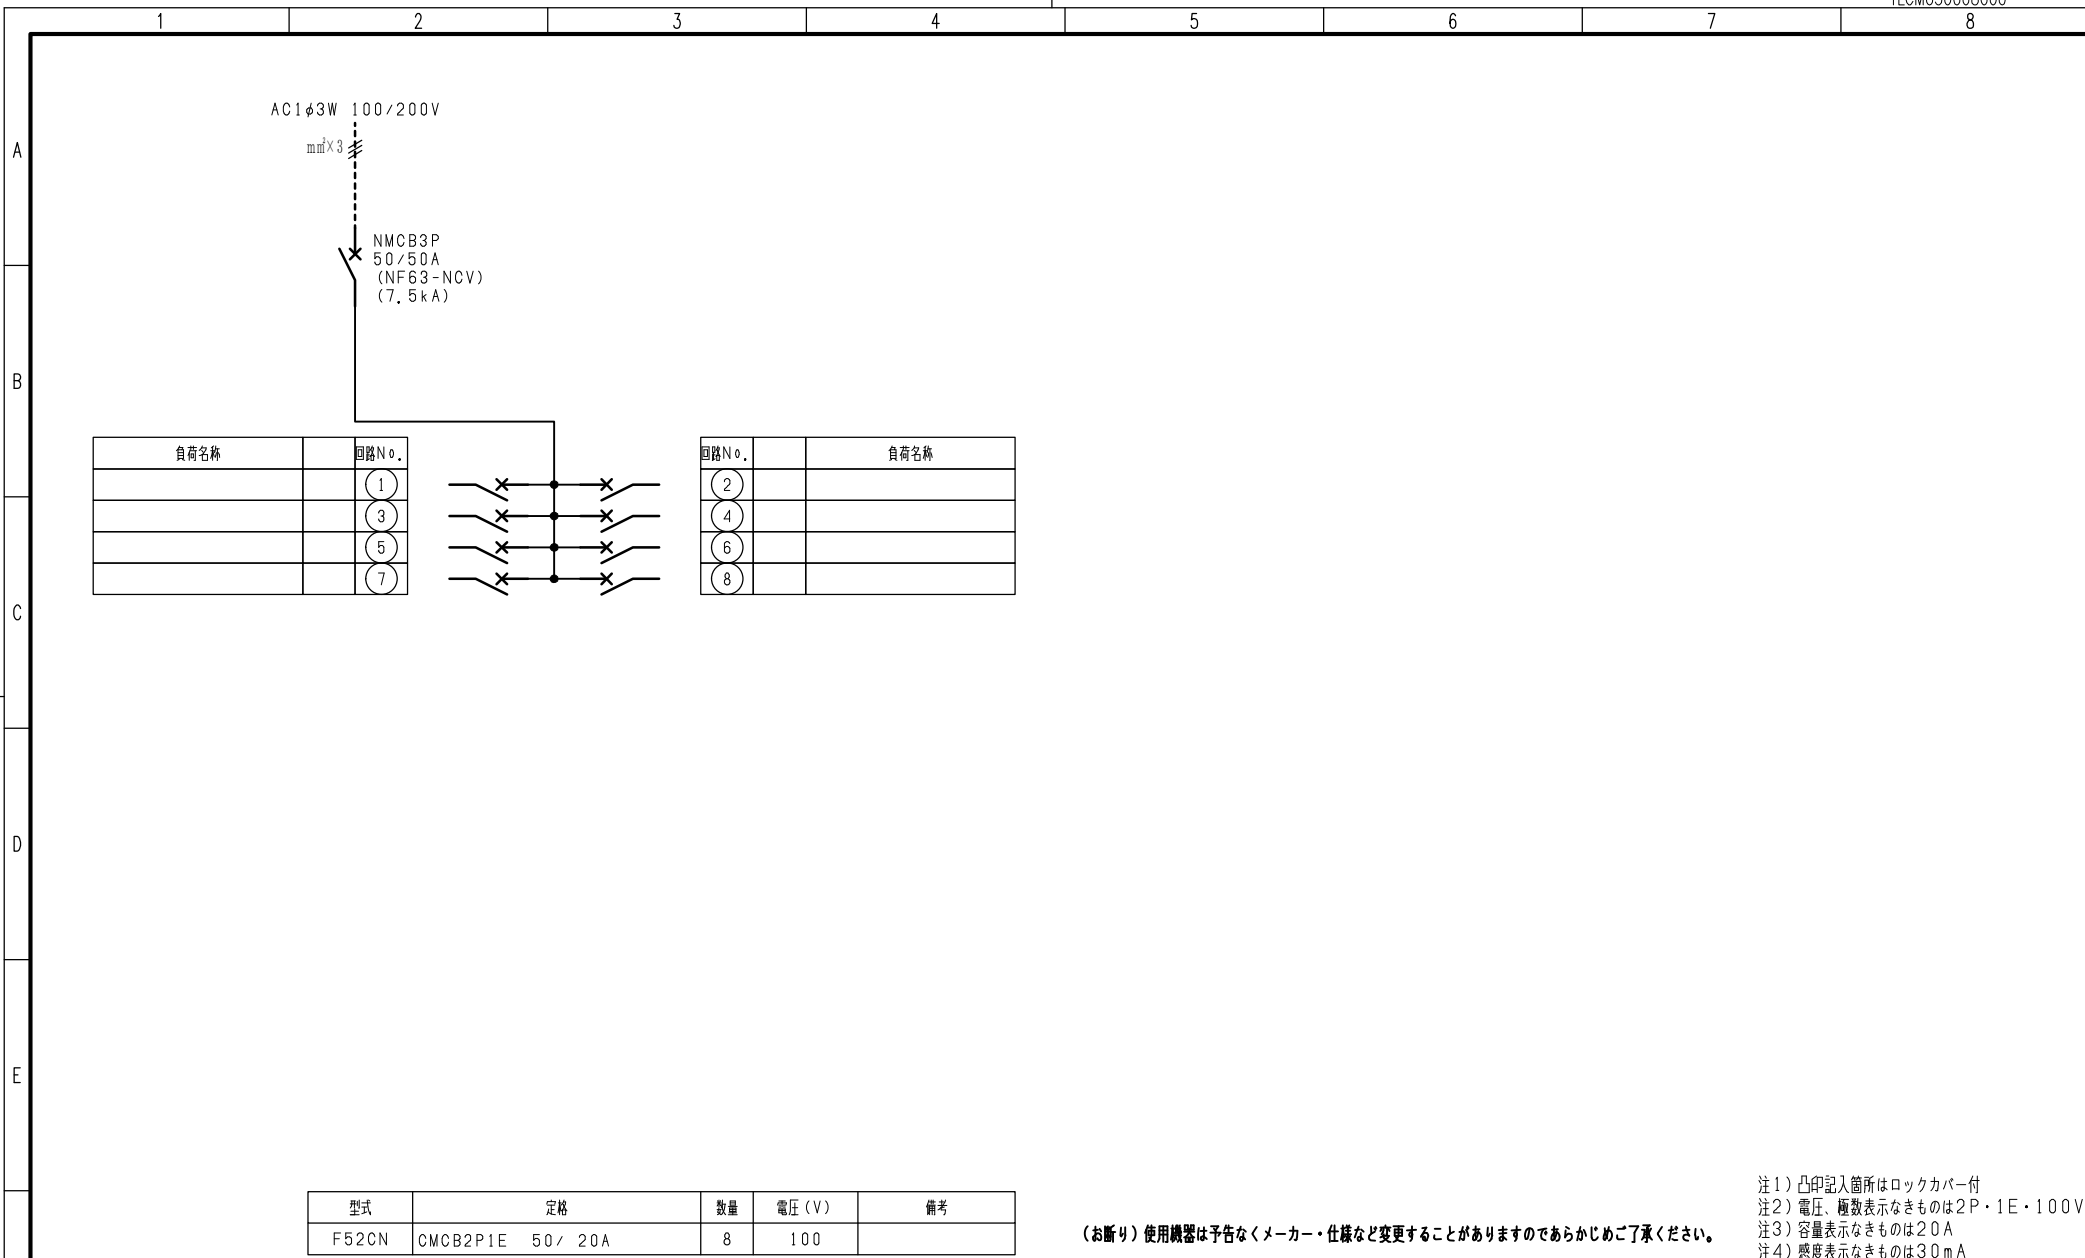 1 2 3 4 5 6 7 8
A
AC1φ3W 100/200V
mm²×3
NMCB3P
50/50A
(NF63-NCV)
(7.5kA)
B
負荷名称 回路No. 回路No. 負荷名称
1 2
3 4
5 6
7 8
C
D
E
型式 定格 数量 電圧(V) 備考
F52CN CMCB2P1E 50/ 20A 8 100
(お断り)使用機器は予告なくメーカー・仕様など変更することがありますのであらかじめご了承ください。
注1)凸印記入箇所はロックカバー付
注2)電圧、極数表示なきものは2P・1E・100V
注3)容量表示なきものは20A
注4)感度表示なきものは30mA